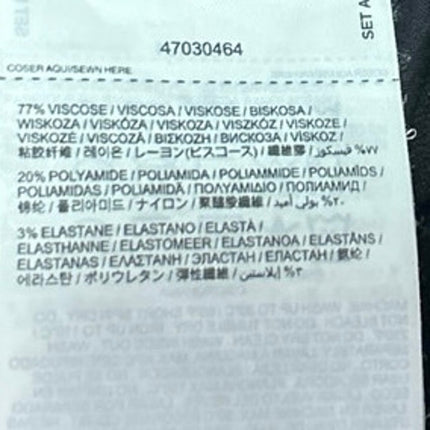 SET A
47030464
COSER AQUI/SEWN HERE
77% VISCOSE / VISCOSA / VISKOSE / BISKOSA /
WISKOZA / VISKÓZA / VISKOZA / VISZKÓZ / VISKOZE /
VISKOZĖ / VISCOZĂ / ΒΙΣΚΟΖΗ / ВИСКОЗА / VİSKOZ /
粘胶纤维 / 레이온 / レーヨン(ビスコース) / 纖維 / ٧٧% فيسكوز
20% POLYAMIDE / POLIAMIDA / POLIAMMIDE / POLIAMĪDS /
POLIAMIDAS / POLIAMIDĂ / ΠΟΛΥΑΜΙΔΙΟ / ПОЛИАМИД /
锦纶 / 폴리아미드 / ナイロン / 聚醯胺纖維 / ٢٠% بولي أميد
3% ELASTANE / ELASTANO / ELASTĀ /
ELASTHANNE / ELASTOMEER / ELASTANOA / ELASTĀNS /
ELASTANAS / ΕΛΑΣΤΑΝΗ / ЭЛАСТАН / ЕЛАСТАН / 氨纶 /
에라스탄 / ポリウレタン / 彈性纖維 / ٣% إيلاستين